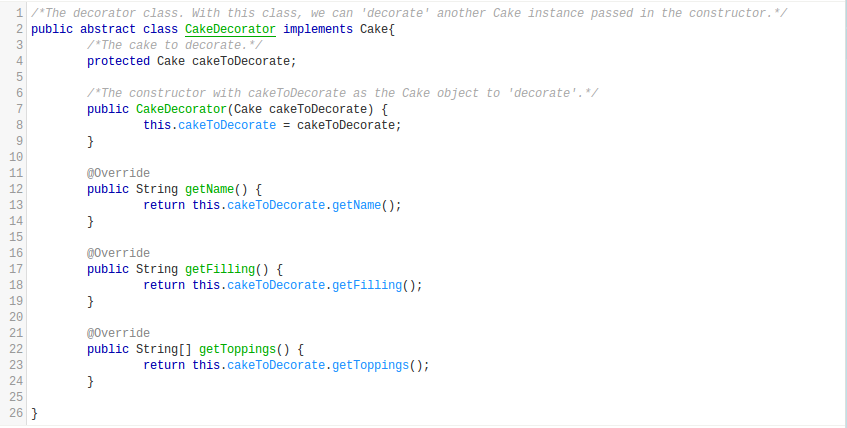 1 /*The decorator class. With this class, we can 'decorate' another Cake instance passed in the constructor.*/
2 public abstract class CakeDecorator implements Cake{
3         /*The cake to decorate.*/
4         protected Cake cakeToDecorate;
5
6         /*The constructor with cakeToDecorate as the Cake object to 'decorate'.*/
7         public CakeDecorator(Cake cakeToDecorate) {
8                 this.cakeToDecorate = cakeToDecorate;
9         }
10
11         @Override
12         public String getName() {
13                 return this.cakeToDecorate.getName();
14         }
15
16         @Override
17         public String getFilling() {
18                 return this.cakeToDecorate.getFilling();
19         }
20
21         @Override
22         public String[] getToppings() {
23                 return this.cakeToDecorate.getToppings();
24         }
25
26 }